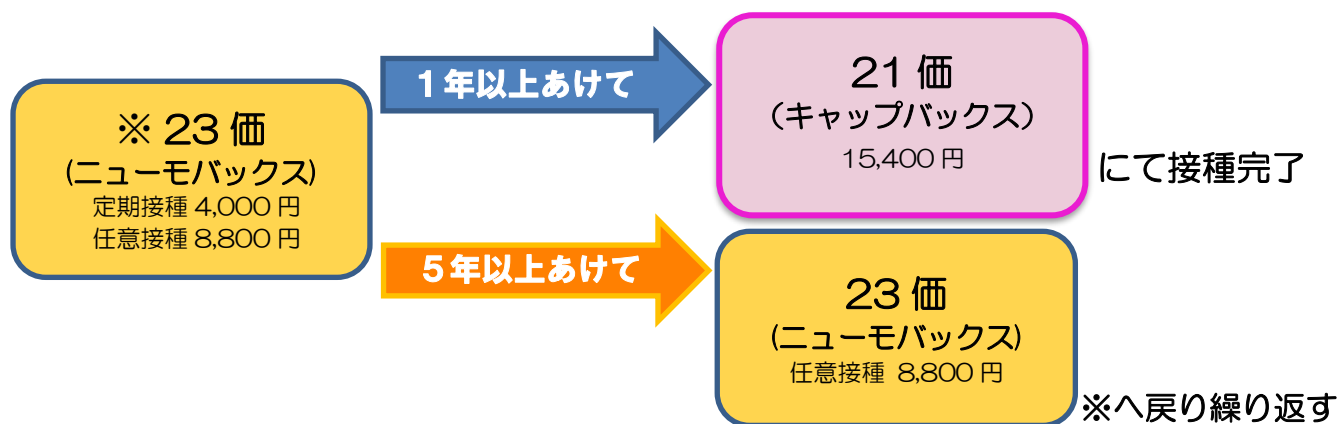 ※ 23 価
(ニューモバックス)
定期接種 4,000 円
任意接種 8,800 円
1年以上あけて
21 価
(キャップバックス)
15,400 円
にて接種完了
5年以上あけて
23 価
(ニューモバックス)
任意接種 8,800 円
※へ戻り繰り返す